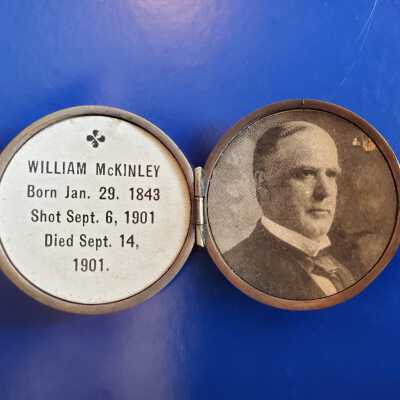 WILLIAM McKINLEY
Born Jan. 29. 1843
Shot Sept. 6, 1901
Died Sept. 14,
1901.